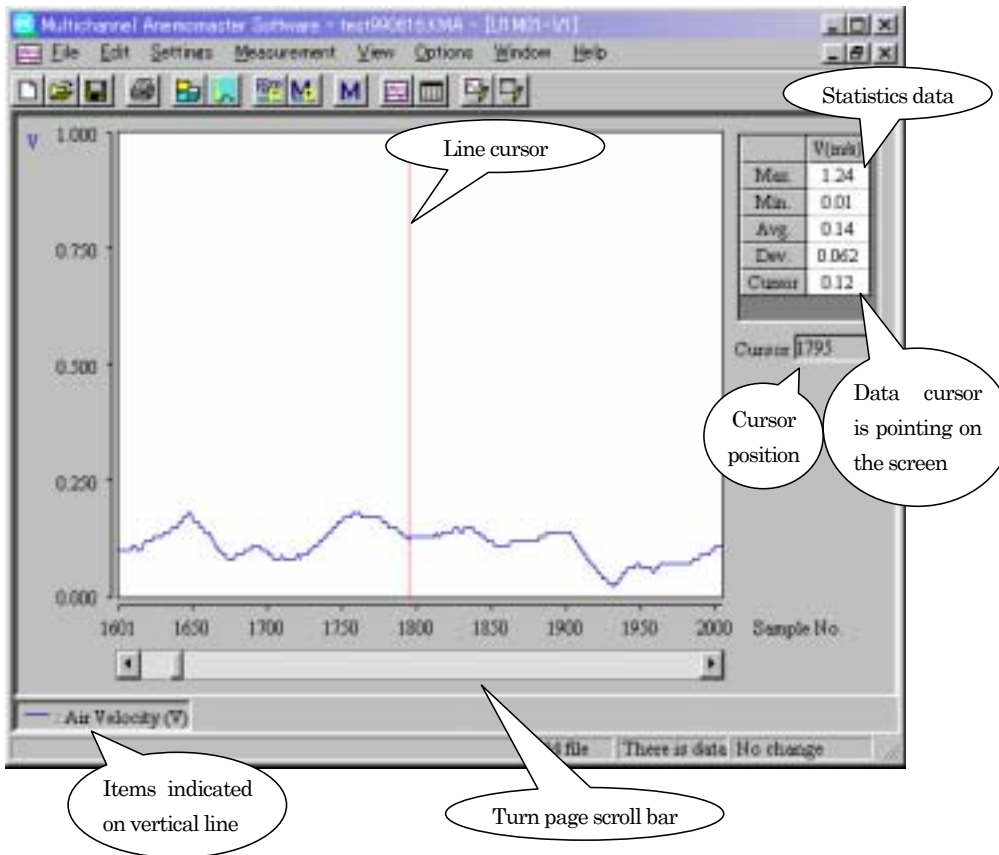 Multichannel Anemomaster Software - test990616.KMA - [U1M01-V1]
File Edit Settings Measurement View Options Window Help
Statistics data
Line cursor
V
1.000
0.750
0.500
0.250
0.000
V(m/s)
Max. 1.24
Min. 0.01
Avg. 0.14
Dev. 0.062
Cursor 0.12
Cursor 1795
Cursor
position
Data cursor
is pointing on
the screen
1601 1650 1700 1750 1800 1850 1900 1950 2000 Sample No.
: Air Velocity (V)
file There is data No change
Items indicated
on vertical line
Turn page scroll bar